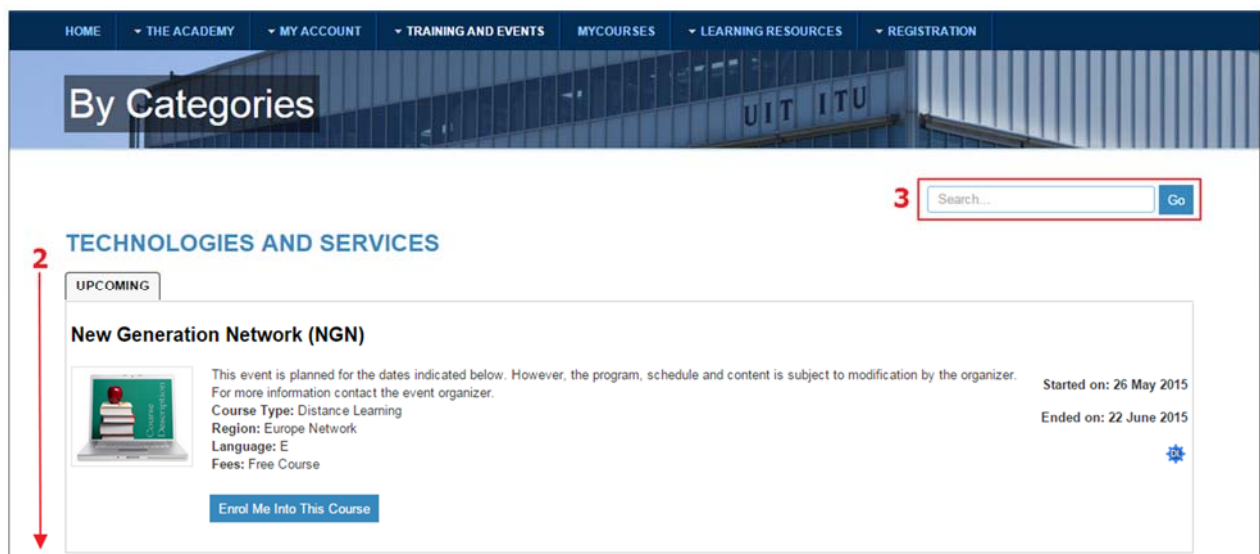 HOME THE ACADEMY MY ACCOUNT TRAINING AND EVENTS MYCOURSES LEARNING RESOURCES REGISTRATION
By Categories
UIT ITU
3 Search... Go
TECHNOLOGIES AND SERVICES
2
UPCOMING
New Generation Network (NGN)
Course Description
This event is planned for the dates indicated below. However, the program, schedule and content is subject to modification by the organizer.
For more information contact the event organizer.
Course Type: Distance Learning
Region: Europe Network
Language: E
Fees: Free Course
Started on: 26 May 2015
Ended on: 22 June 2015
DL
Enrol Me Into This Course